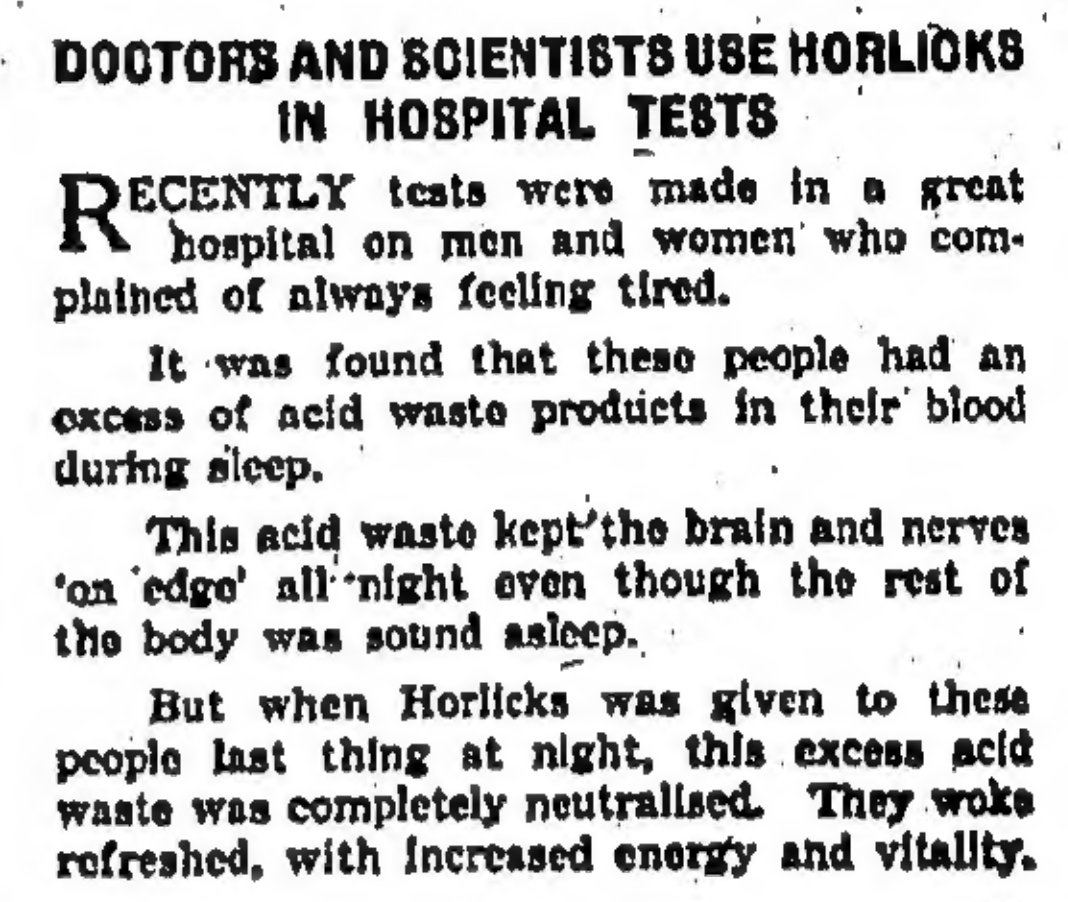 DOCTORS AND SCIENTISTS USE HORLICKS
IN HOSPITAL TESTS
RECENTLY tests were made in a great
hospital on men and women who com-
plained of always feeling tired.
It was found that these people had an
excess of acid waste products in their blood
during sleep.
This acid waste kept the brain and nerves
'on edge' all night even though the rest of
the body was sound asleep.
But when Horlicks was given to these
people last thing at night, this excess acid
waste was completely neutralised. They woke
refreshed, with increased energy and vitality.